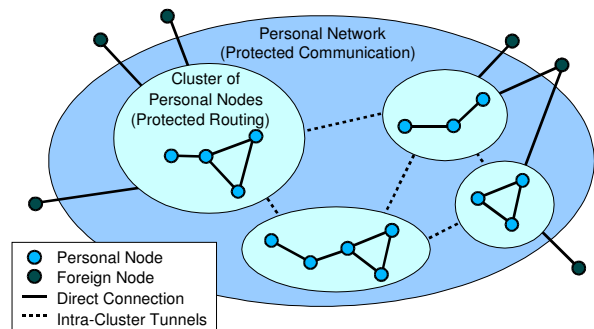 Personal Network
(Protected Communication)
Cluster of
Personal Nodes
(Protected Routing)
Personal Node
Foreign Node
Direct Connection
Intra-Cluster Tunnels